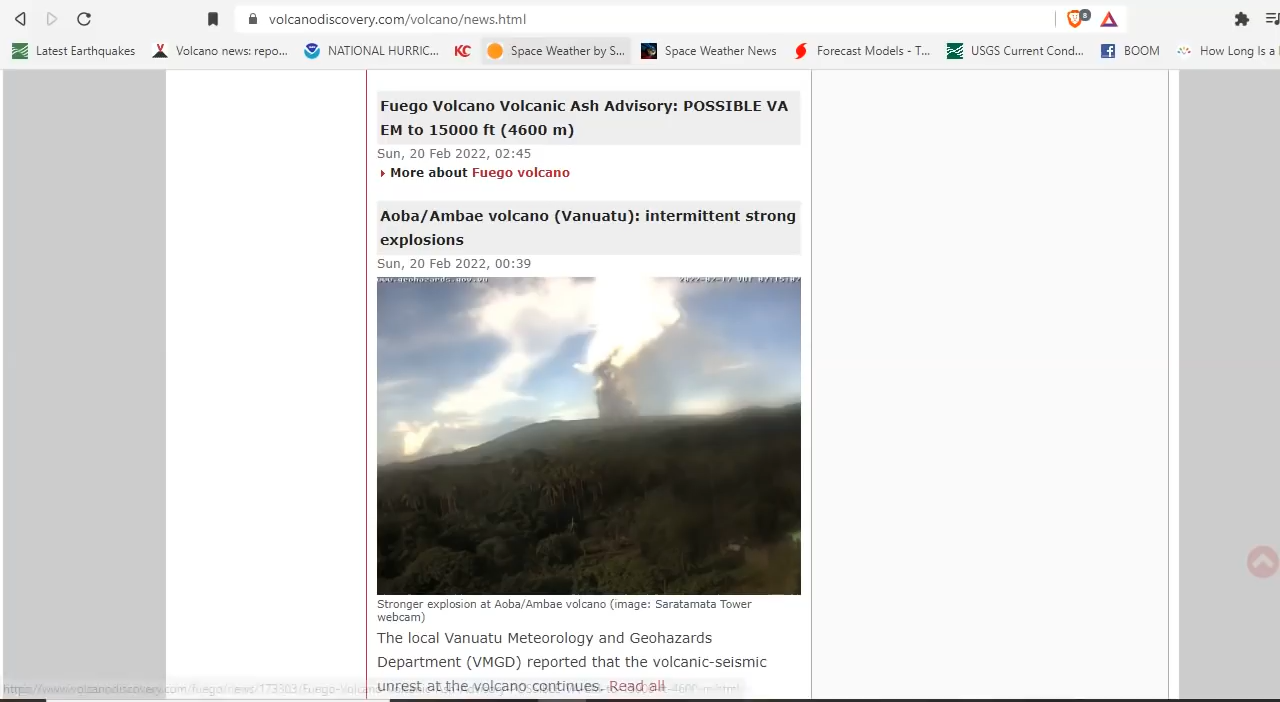 volcanodiscovery.com/volcano/news.html
8
Latest Earthquakes
Volcano news: repo...
NATIONAL HURRIC...
KC
Space Weather by S...
Space Weather News
Forecast Models - T...
USGS Current Cond...
BOOM
How Long Is a
Fuego Volcano Volcanic Ash Advisory: POSSIBLE VA
EM to 15000 ft (4600 m)
Sun, 20 Feb 2022, 02:45
More about Fuego volcano
Aoba/Ambae volcano (Vanuatu): intermittent strong
explosions
Sun, 20 Feb 2022, 00:39
Stronger explosion at Aoba/Ambae volcano (image: Saratamata Tower
webcam)
The local Vanuatu Meteorology and Geohazards
Department (VMGD) reported that the volcanic-seismic
unrest at the volcano continues. Read all